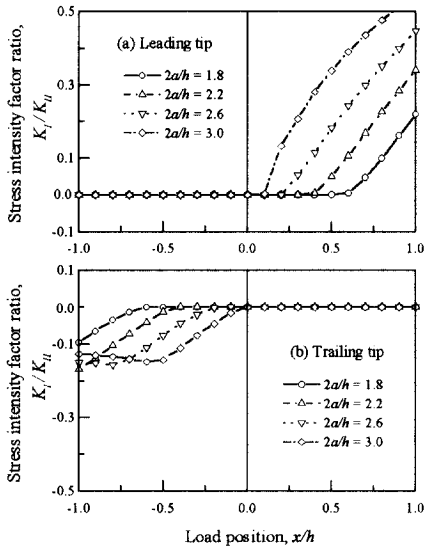 Stress intensity factor ratio,
K_I / K_II
0.5
0.3
0.1
0.0
-0.1
(a) Leading tip
2a/h = 1.8
2a/h = 2.2
2a/h = 2.6
2a/h = 3.0
-1.0 -0.5 0.0 0.5 1.0
Stress intensity factor ratio,
K_I / K_II
0.1
0.0
-0.1
-0.3
-0.5
(b) Trailing tip
2a/h = 1.8
2a/h = 2.2
2a/h = 2.6
2a/h = 3.0
-1.0 -0.5 0.0 0.5 1.0
Load position, x/h